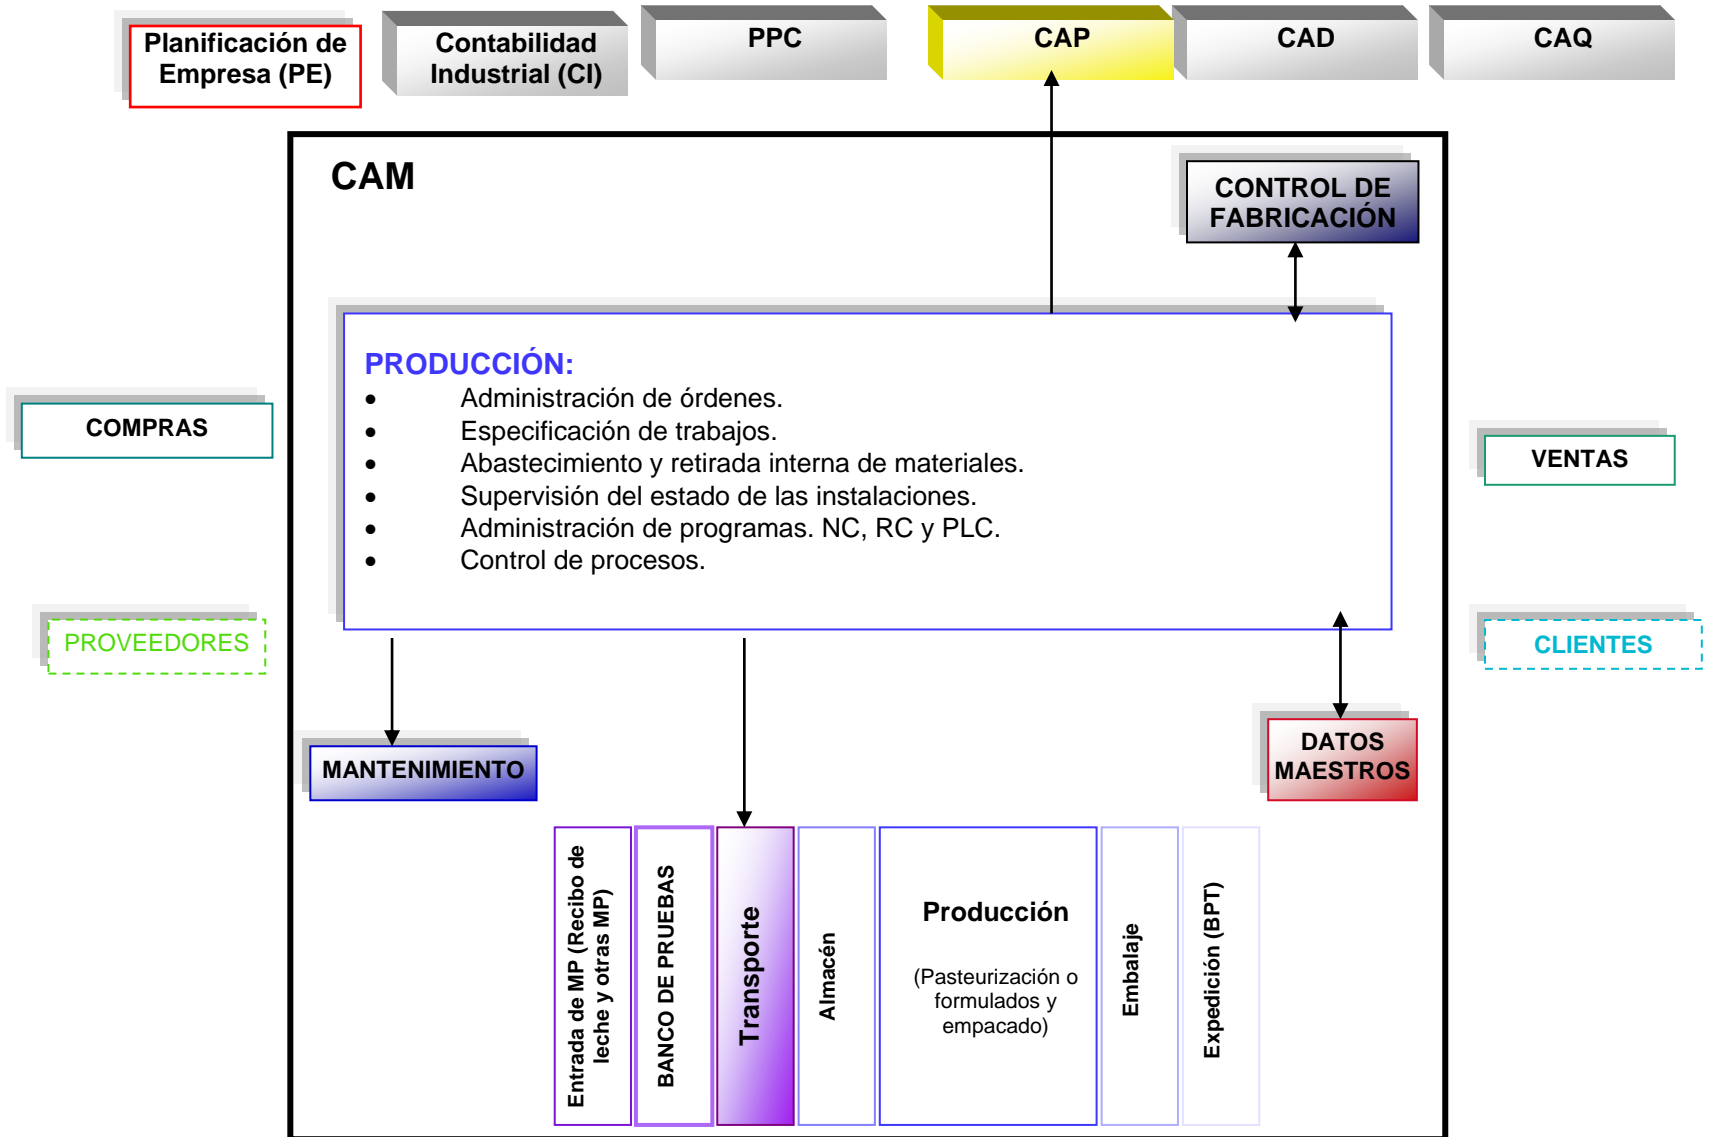 Planificación de
Empresa (PE)
Contabilidad
Industrial (CI)
PPC
CAP
CAD
CAQ
CAM
CONTROL DE
FABRICACIÓN
PRODUCCIÓN:
• Administración de órdenes.
• Especificación de trabajos.
• Abastecimiento y retirada interna de materiales.
• Supervisión del estado de las instalaciones.
• Administración de programas. NC, RC y PLC.
• Control de procesos.
COMPRAS
VENTAS
PROVEEDORES
CLIENTES
MANTENIMIENTO
DATOS
MAESTROS
Entrada de MP (Recibo de
leche y otras MP)
BANCO DE PRUEBAS
Transporte
Almacén
Producción
(Pasteurización o
formulados y
empacado)
Embalaje
Expedición (BPT)